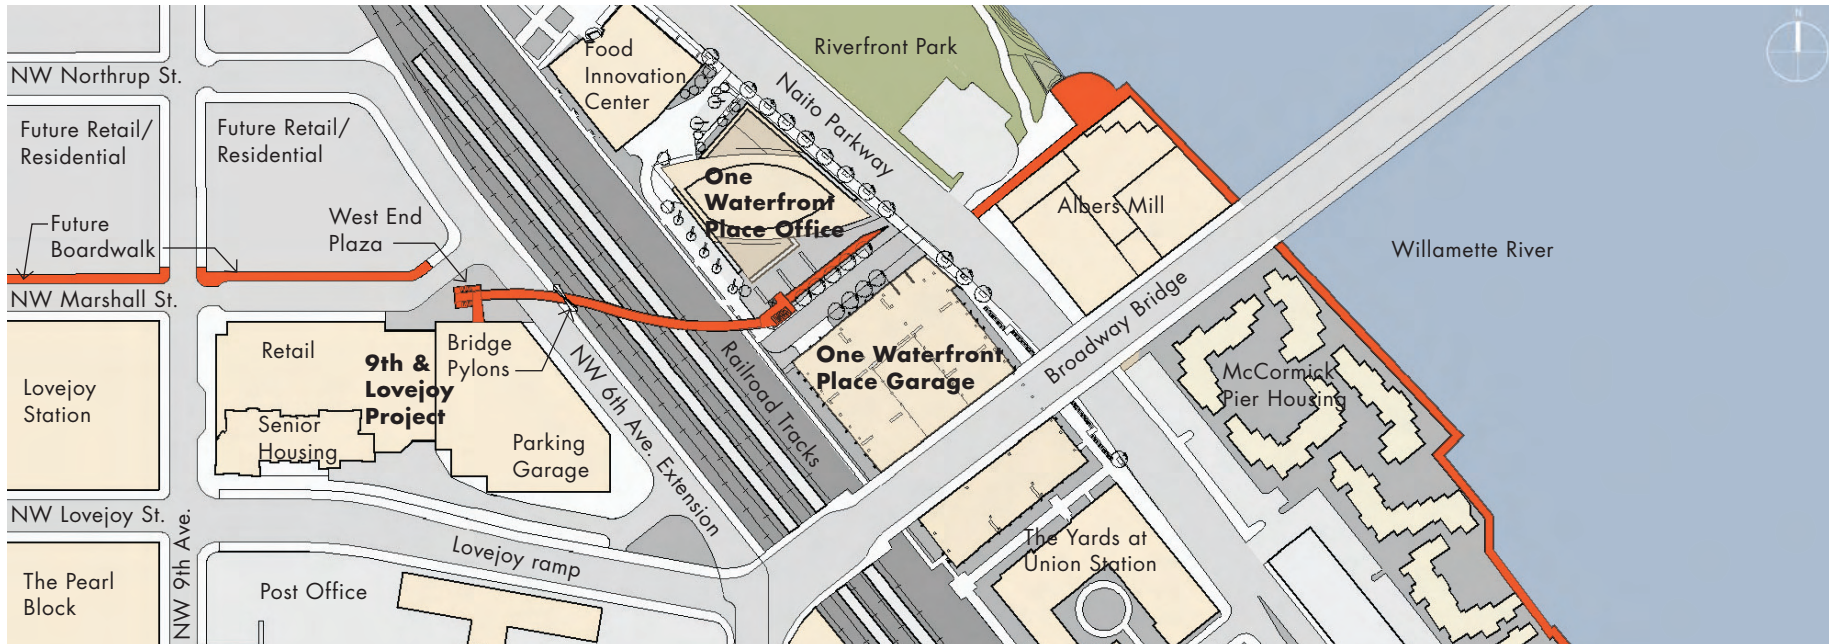 N
Food
Innovation
Center
Riverfront Park
Naito Parkway
NW Northrup St.
Future Retail/
Residential
Future Retail/
Residential
One
Waterfront
Place Office
Albers Mill
Willamette River
Future
Boardwalk
West End
Plaza
NW Marshall St.
Retail
9th &
Lovejoy
Project
Bridge
Pylons
NW 6th Ave. Extension
Railroad Tracks
One Waterfront
Place Garage
Broadway Bridge
McCormick
Pier Housing
Lovejoy
Station
Senior
Housing
Parking
Garage
NW Lovejoy St.
NW 9th Ave.
Lovejoy ramp
The Yards at
Union Station
The Pearl
Block
Post Office